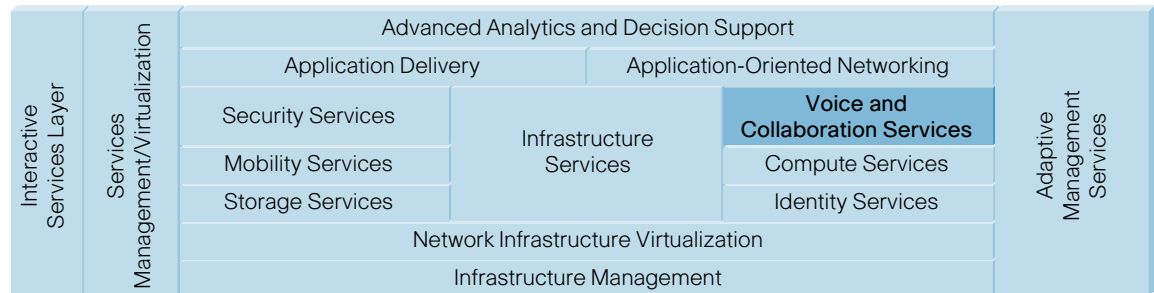 Interactive
Services Layer
Services
Management/Virtualization
Advanced Analytics and Decision Support
Application Delivery
Application-Oriented Networking
Security Services
Mobility Services
Storage Services
Infrastructure
Services
Voice and
Collaboration Services
Compute Services
Identity Services
Network Infrastructure Virtualization
Infrastructure Management
Adaptive
Management
Services